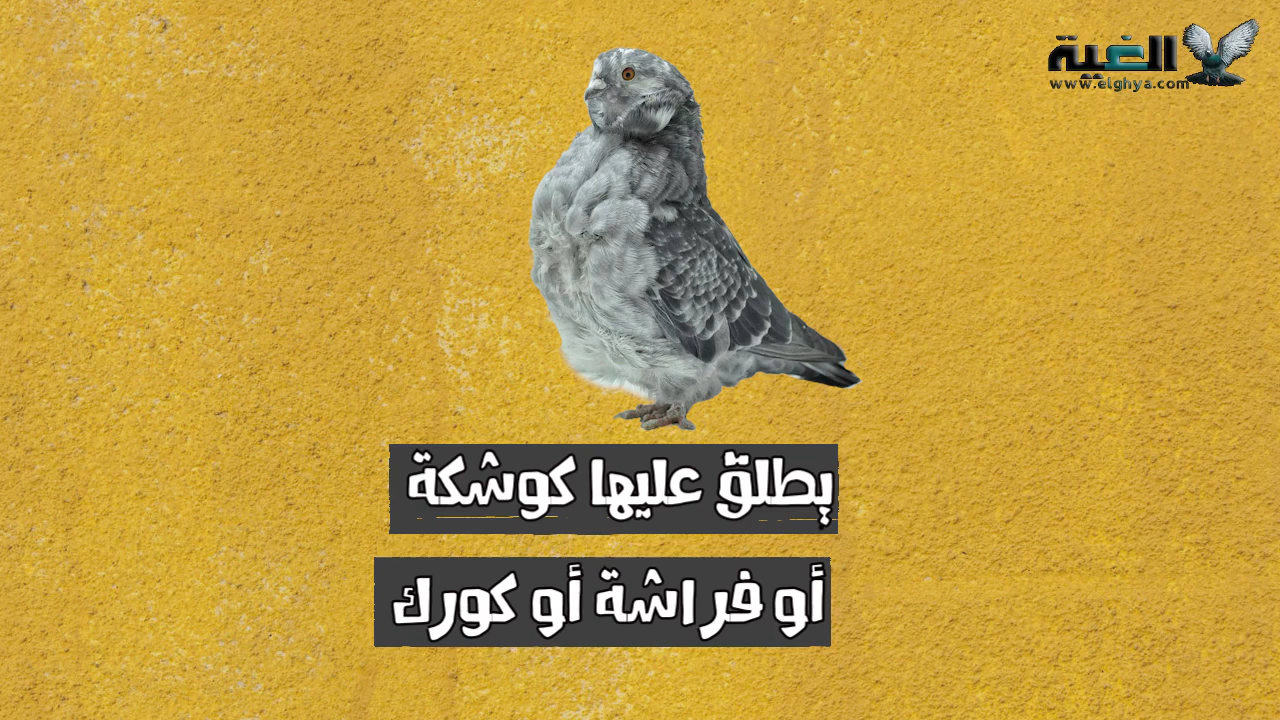 الغية
www.elghya.com
يطلق عليها كوشكة
أو فراشة أو كورك